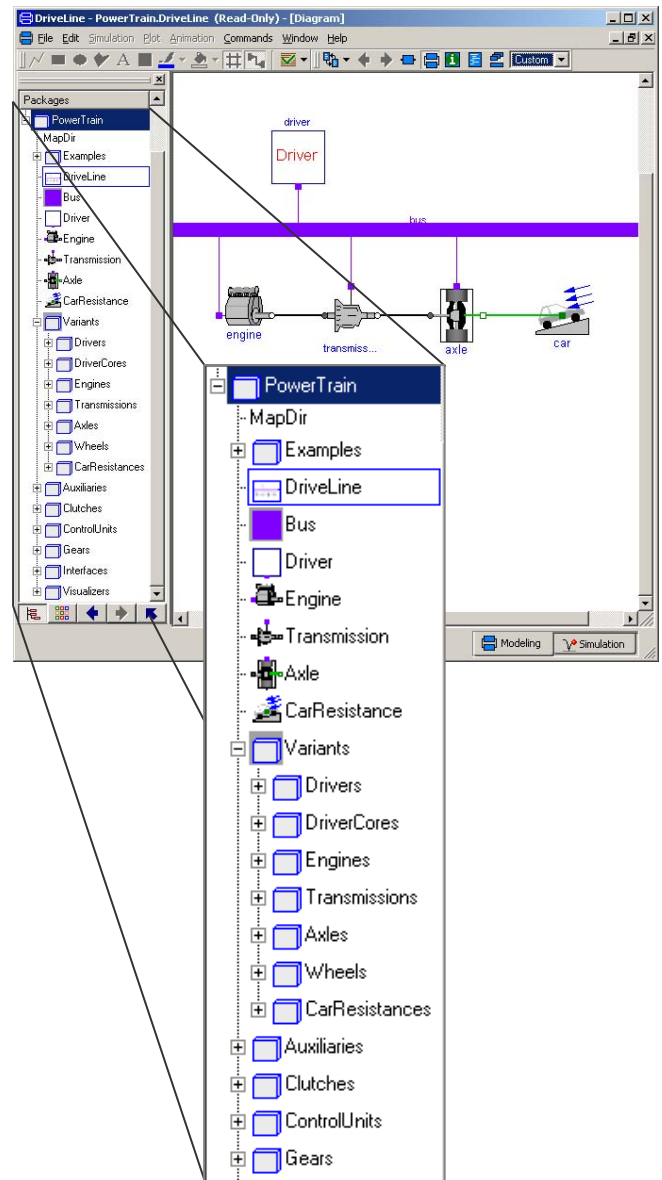 DriveLine - PowerTrain.DriveLine (Read-Only) - [Diagram]
File Edit Simulation Plot Animation Commands Window Help
A Custom
Packages
PowerTrain
MapDir
Examples
DriveLine
Bus
Driver
Engine
Transmission
Axle
CarResistance
Variants
Drivers
DriverCores
Engines
Transmissions
Axles
Wheels
CarResistances
Auxiliaries
Clutches
ControlUnits
Gears
Interfaces
Visualizers
driver
Driver
bus
engine
transmiss...
axle
car
Modeling Simulation
PowerTrain
MapDir
Examples
DriveLine
Bus
Driver
Engine
Transmission
Axle
CarResistance
Variants
Drivers
DriverCores
Engines
Transmissions
Axles
Wheels
CarResistances
Auxiliaries
Clutches
ControlUnits
Gears